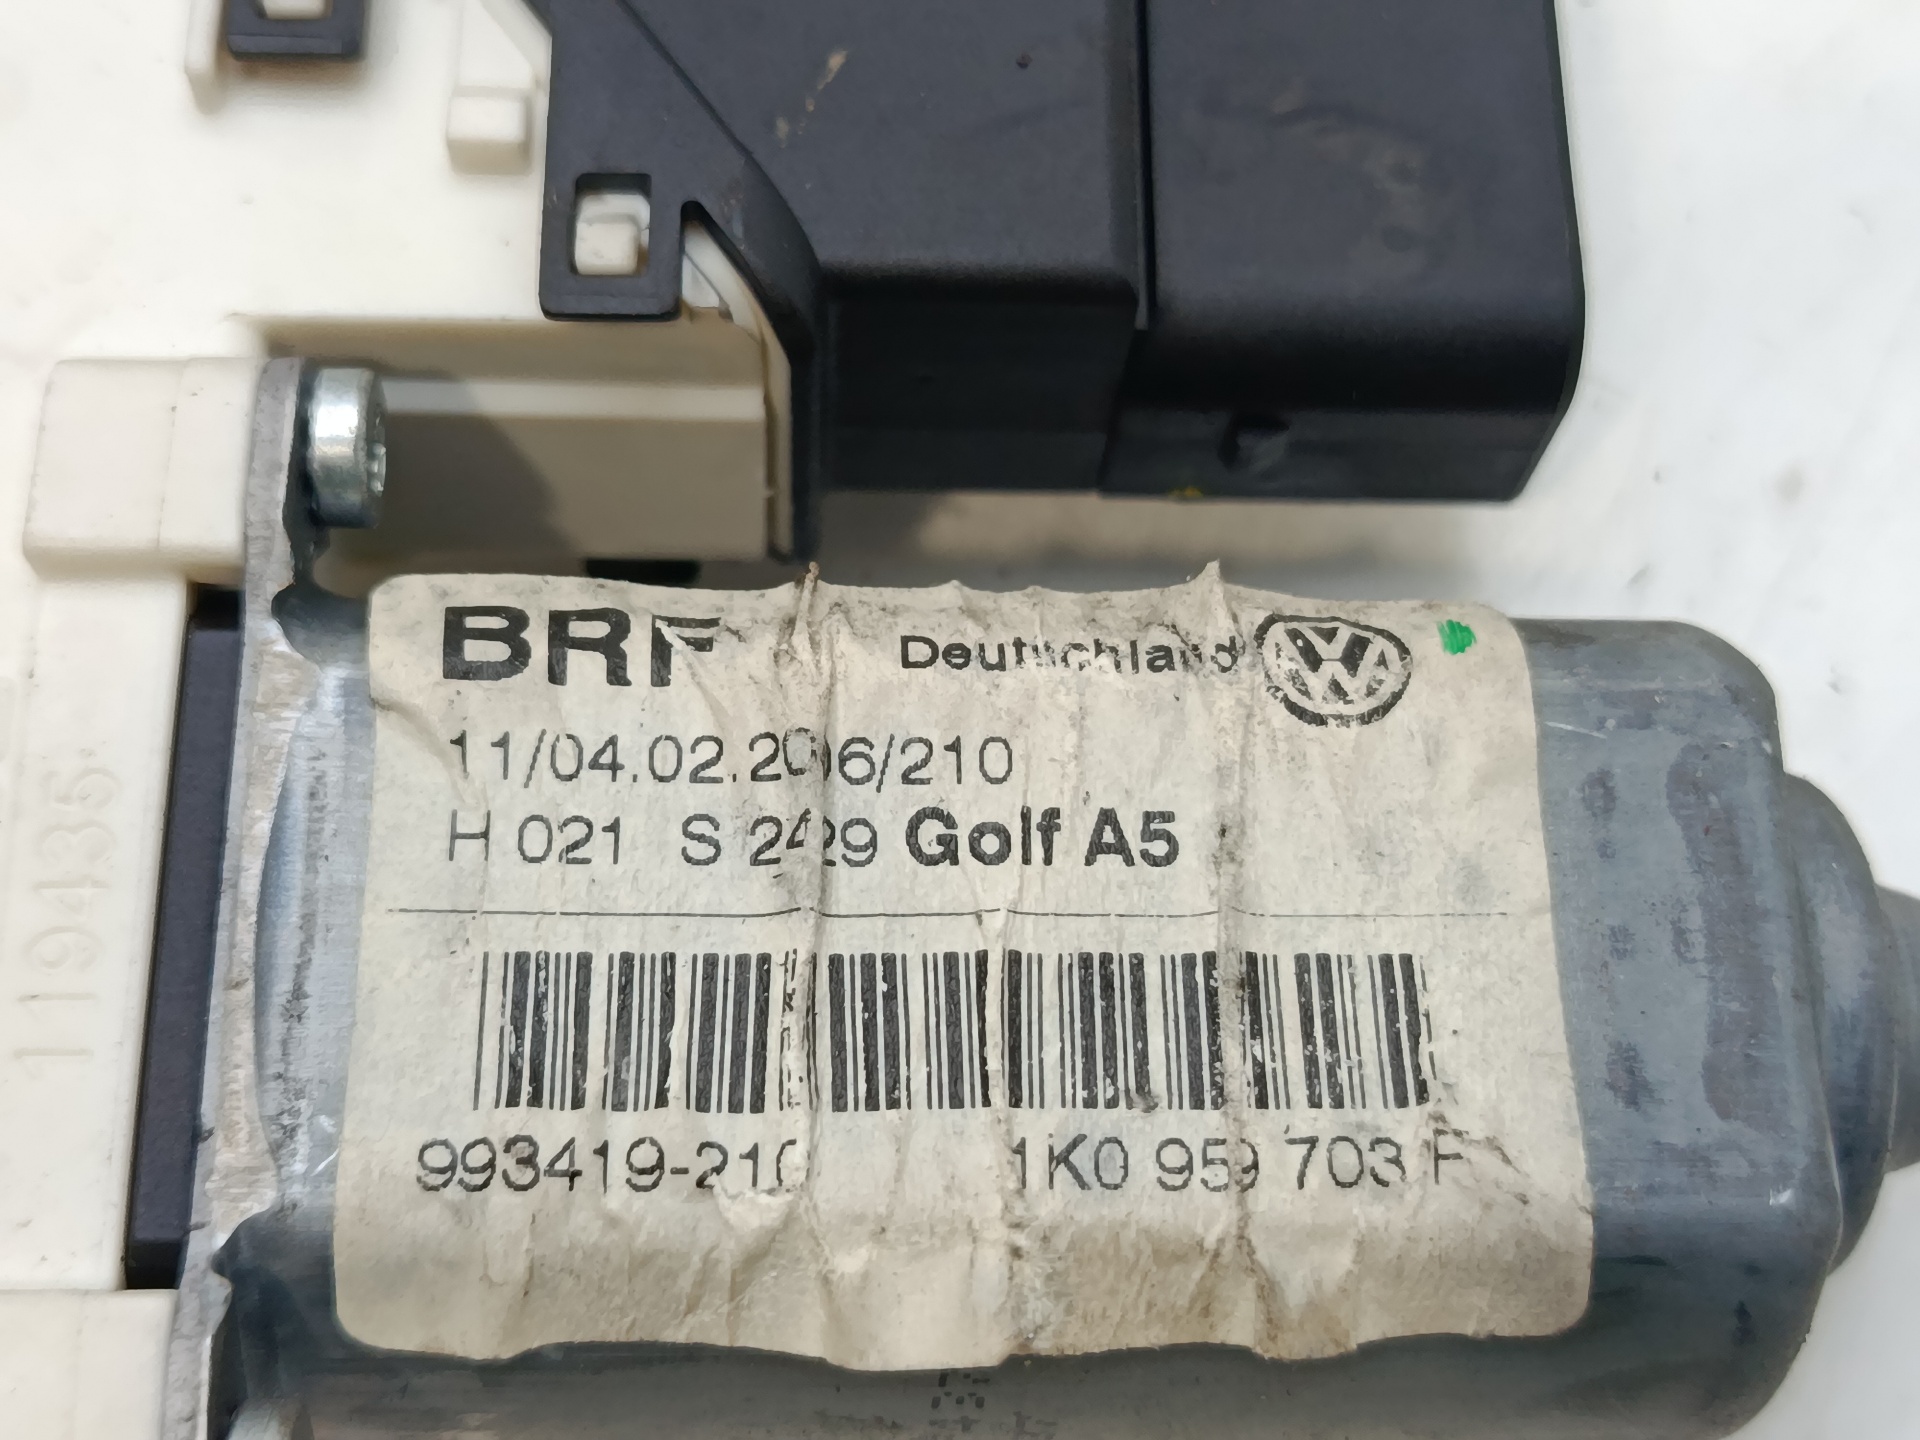 BRF Deutschland
11/04.02.2006/210
H 021 S 2429 Golf A5
993419-210 1K0 959 703 F
119435